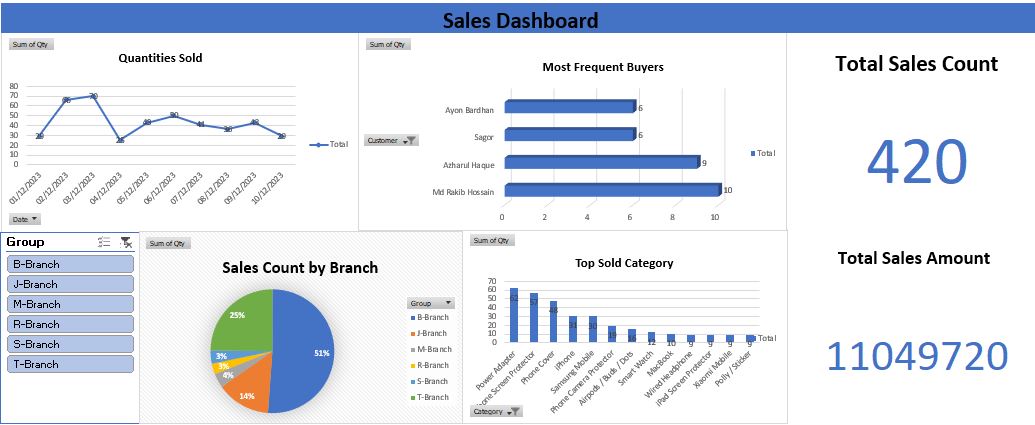 Sales Dashboard
Sum of Qty
Quantities Sold
80
70
60
50
40
30
20
10
0
29
66
70
25
43
50
41
36
43
29
01/12/2023
02/12/2023
03/12/2023
04/12/2023
05/12/2023
06/12/2023
07/12/2023
08/12/2023
09/12/2023
10/12/2023
Total
Date
Sum of Qty
Most Frequent Buyers
Customer
Ayon Bardhan
6
Sagor
6
Azharul Haque
9
Md Rakib Hossain
10
0 2 4 6 8 10
Total
Total Sales Count
420
Group
B-Branch
J-Branch
M-Branch
R-Branch
S-Branch
T-Branch
Sum of Qty
Sales Count by Branch
25%
3%
3%
4%
14%
51%
Group
B-Branch
J-Branch
M-Branch
R-Branch
S-Branch
T-Branch
Sum of Qty
Top Sold Category
70
60
50
40
30
20
10
0
62
57
48
31
30
19
16
12
10
9
9
9
9
Power Adapter
Screen Protector
Phone Cover
iPhone
Samsung Mobile
Phone Camera Protector
Airpods / Buds / Dots
Smart Watch
MacBook
Wired Headphone
iPad Screen Protector
Xiaomi Mobile
Polly / Sticker
Total
Category
Total Sales Amount
11049720